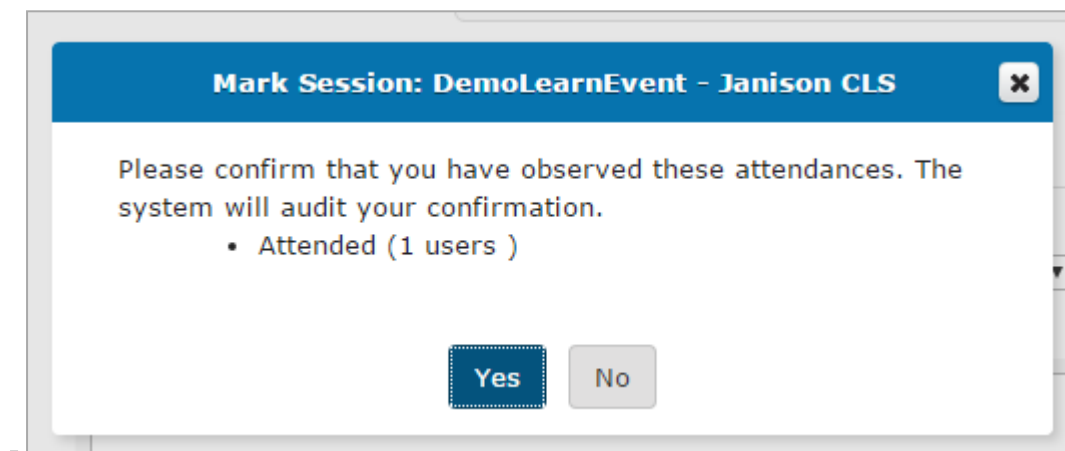 Mark Session: DemoLearnEvent - Janison CLS
Please confirm that you have observed these attendances. The
system will audit your confirmation.
• Attended (1 users )
Yes No